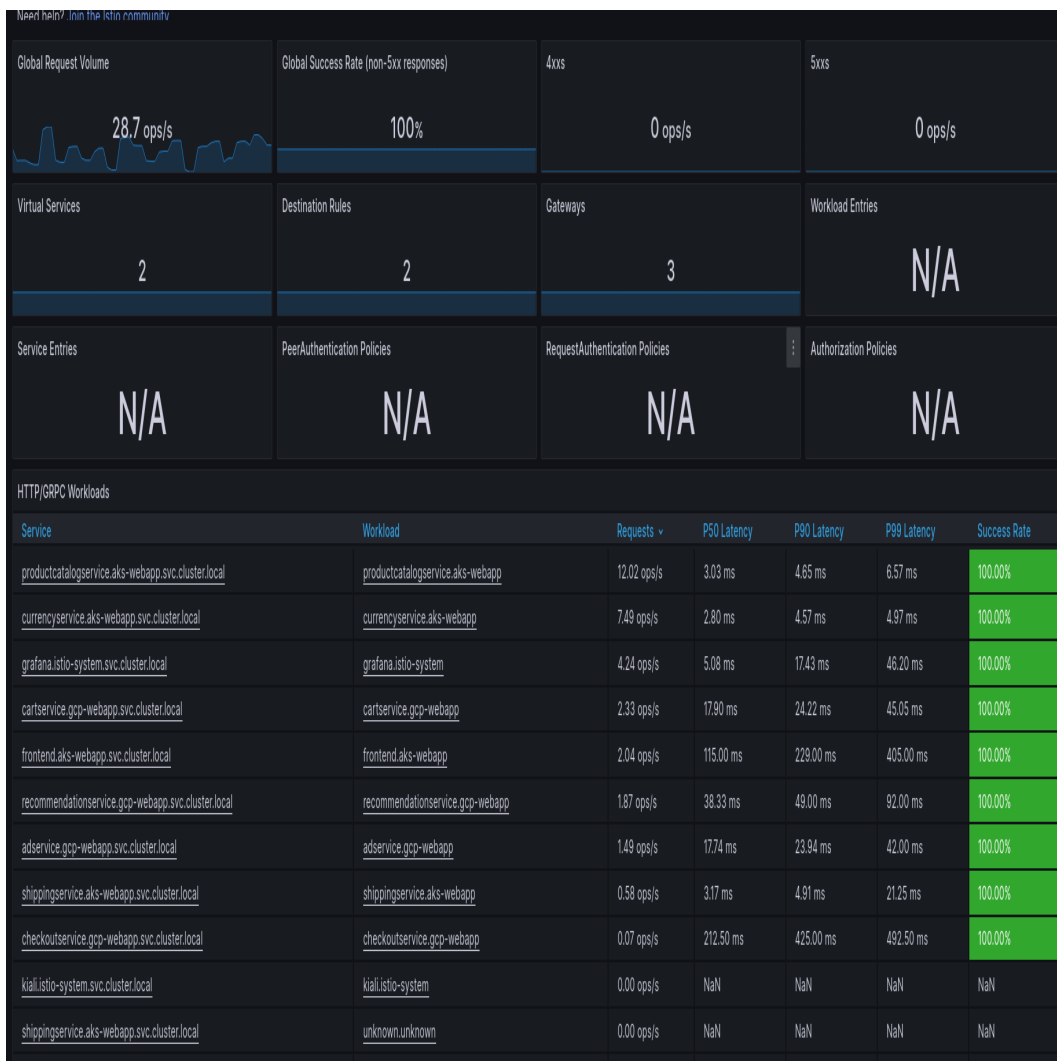 Need help? Join the Istio community
Global Request Volume
28.7 ops/s
Global Success Rate (non-5xx responses)
100%
4xxs
0 ops/s
5xxs
0 ops/s
Virtual Services
2
Destination Rules
2
Gateways
3
Workload Entries
N/A
Service Entries
N/A
PeerAuthentication Policies
N/A
RequestAuthentication Policies
N/A
Authorization Policies
N/A
HTTP/GRPC Workloads
Service Workload Requests P50 Latency P90 Latency P99 Latency Success Rate
productcatalogservice.aks-webapp.svc.cluster.local productcatalogservice.aks-webapp 12.02 ops/s 3.03 ms 4.65 ms 6.57 ms 100.00%
currencyservice.aks-webapp.svc.cluster.local currencyservice.aks-webapp 7.49 ops/s 2.80 ms 4.57 ms 4.97 ms 100.00%
grafana.istio-system.svc.cluster.local grafana.istio-system 4.24 ops/s 5.08 ms 17.43 ms 46.20 ms 100.00%
cartservice.gcp-webapp.svc.cluster.local cartservice.gcp-webapp 2.33 ops/s 17.90 ms 24.22 ms 45.05 ms 100.00%
frontend.aks-webapp.svc.cluster.local frontend.aks-webapp 2.04 ops/s 115.00 ms 229.00 ms 405.00 ms 100.00%
recommendationservice.gcp-webapp.svc.cluster.local recommendationservice.gcp-webapp 1.87 ops/s 38.33 ms 49.00 ms 92.00 ms 100.00%
adservice.gcp-webapp.svc.cluster.local adservice.gcp-webapp 1.49 ops/s 17.74 ms 23.94 ms 42.00 ms 100.00%
shippingservice.aks-webapp.svc.cluster.local shippingservice.aks-webapp 0.58 ops/s 3.17 ms 4.91 ms 21.25 ms 100.00%
checkoutservice.gcp-webapp.svc.cluster.local checkoutservice.gcp-webapp 0.07 ops/s 212.50 ms 425.00 ms 492.50 ms 100.00%
kiali.istio-system.svc.cluster.local kiali.istio-system 0.00 ops/s NaN NaN NaN NaN
shippingservice.aks-webapp.svc.cluster.local unknown.unknown 0.00 ops/s NaN NaN NaN NaN